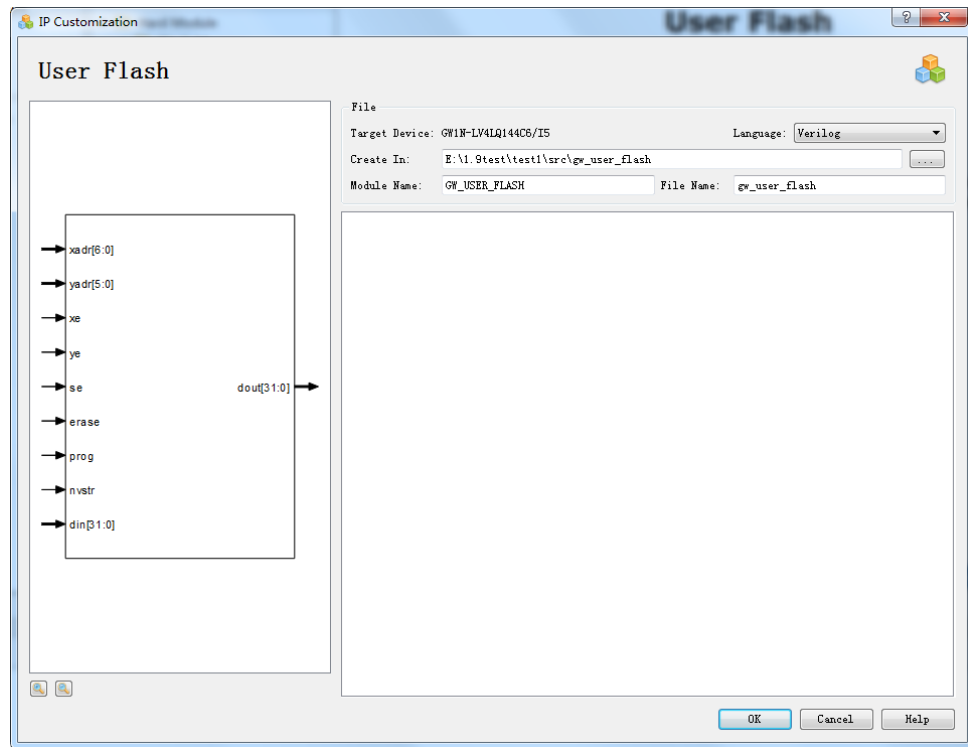 IP Customization
User Flash
User Flash
File
Target Device: GW1N-LV4LQ144C6/I5 Language: Verilog
Create In: E:\1.9test\test1\src\gw_user_flash ...
Module Name: GW_USER_FLASH File Name: gw_user_flash
xadr[6:0]
yadr[5:0]
xe
ye
se dout[31:0]
erase
prog
nvstr
din[31:0]
OK Cancel Help